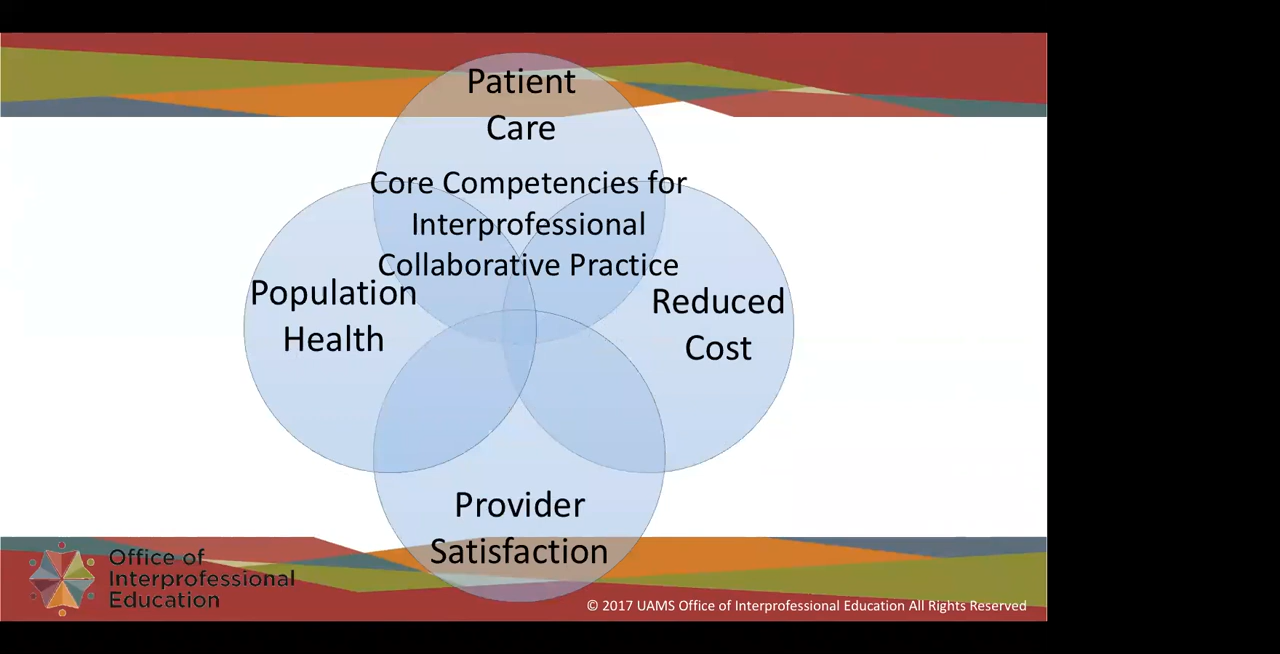 Patient
Care
Core Competencies for
Interprofessional
Collaborative Practice
Population
Health
Reduced
Cost
Provider
Satisfaction
Office of
Interprofessional
Education
© 2017 UAMS Office of Interprofessional Education All Rights Reserved